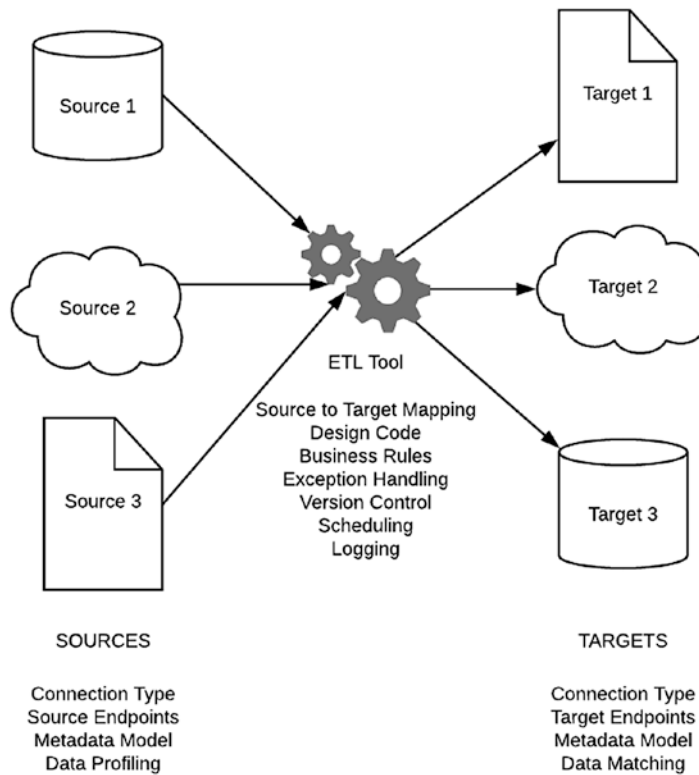 Source 1
Target 1
Source 2
Target 2
ETL Tool
Source to Target Mapping
Design Code
Business Rules
Exception Handling
Version Control
Scheduling
Logging
Source 3
Target 3
SOURCES
Connection Type
Source Endpoints
Metadata Model
Data Profiling
TARGETS
Connection Type
Target Endpoints
Metadata Model
Data Matching